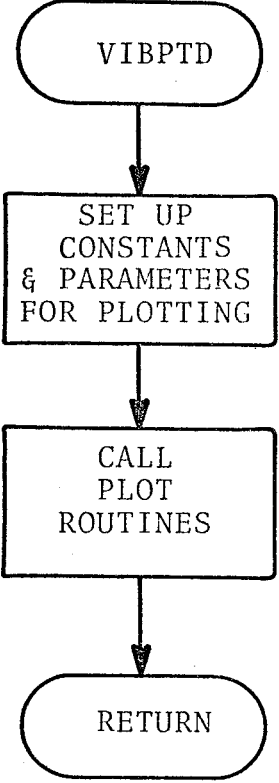 VIBPTD
SET UP
CONSTANTS
& PARAMETERS
FOR PLOTTING
CALL
PLOT
ROUTINES
RETURN